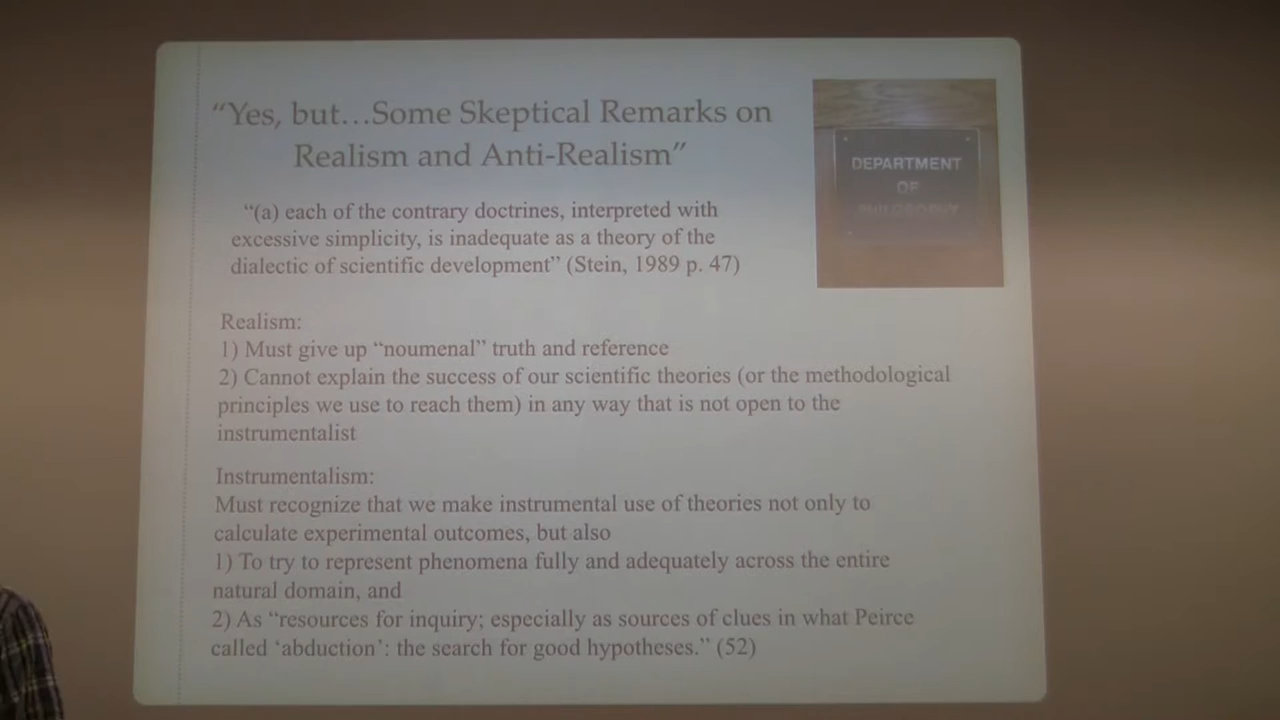 “Yes, but…Some Skeptical Remarks on
Realism and Anti-Realism”
DEPARTMENT
OF
PHILOSOPHY
“(a) each of the contrary doctrines, interpreted with
excessive simplicity, is inadequate as a theory of the
dialectic of scientific development” (Stein, 1989 p. 47)
Realism:
1) Must give up “noumenal” truth and reference
2) Cannot explain the success of our scientific theories (or the methodological
principles we use to reach them) in any way that is not open to the
instrumentalist
Instrumentalism:
Must recognize that we make instrumental use of theories not only to
calculate experimental outcomes, but also
1) To try to represent phenomena fully and adequately across the entire
natural domain, and
2) As “resources for inquiry; especially as sources of clues in what Peirce
called ‘abduction’: the search for good hypotheses.” (52)